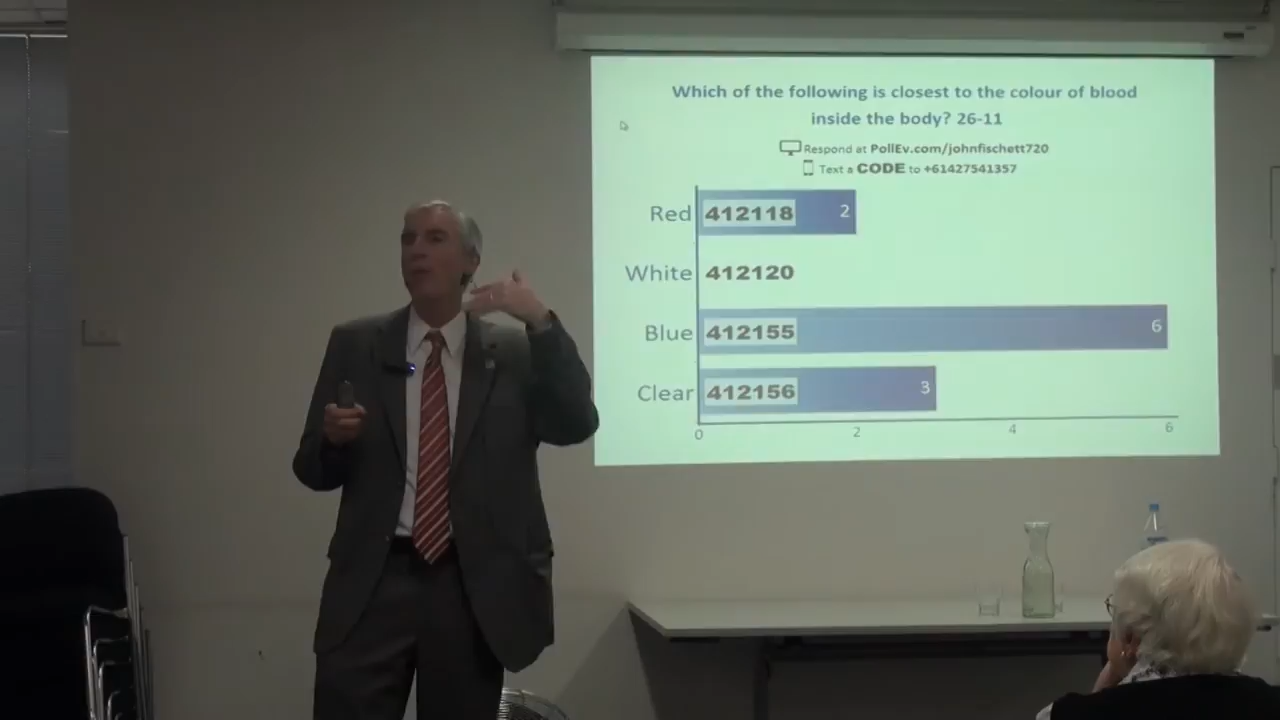 Which of the following is closest to the colour of blood
inside the body? 26-11
Respond at PollEv.com/johnfischett720
Text a CODE to +61427541357
Red 412118 2
White 412120
Blue 412155 6
Clear 412156 3
0 2 4 6